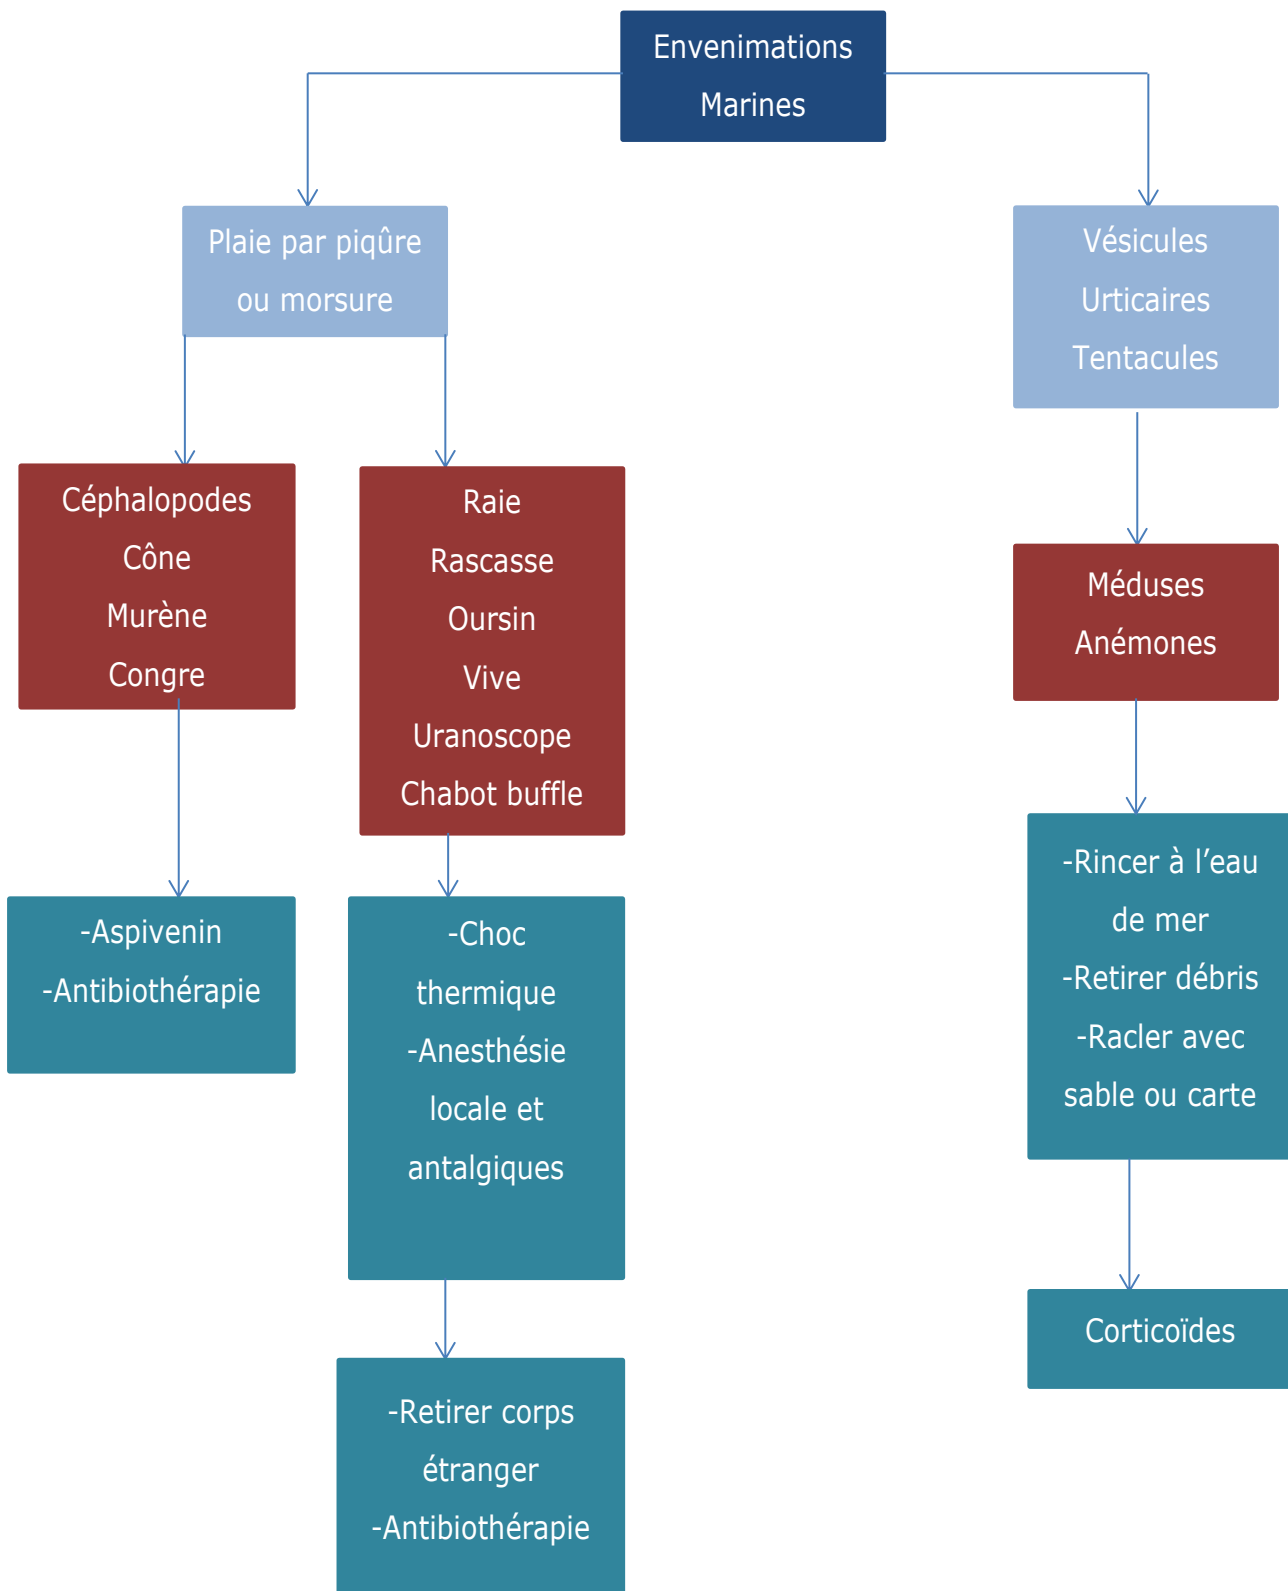 Envenimations
Marines
Plaie par piqûre
ou morsure
Vésicules
Urticaires
Tentacules
Céphalopodes
Cône
Murène
Congre
Raie
Rascasse
Oursin
Vive
Uranoscope
Chabot buffle
Méduses
Anémones
-Aspivenin
-Antibiothérapie
-Choc
thermique
-Anesthésie
locale et
antalgiques
-Rincer à l’eau
de mer
-Retirer débris
-Racler avec
sable ou carte
-Retirer corps
étranger
-Antibiothérapie
Corticoïdes